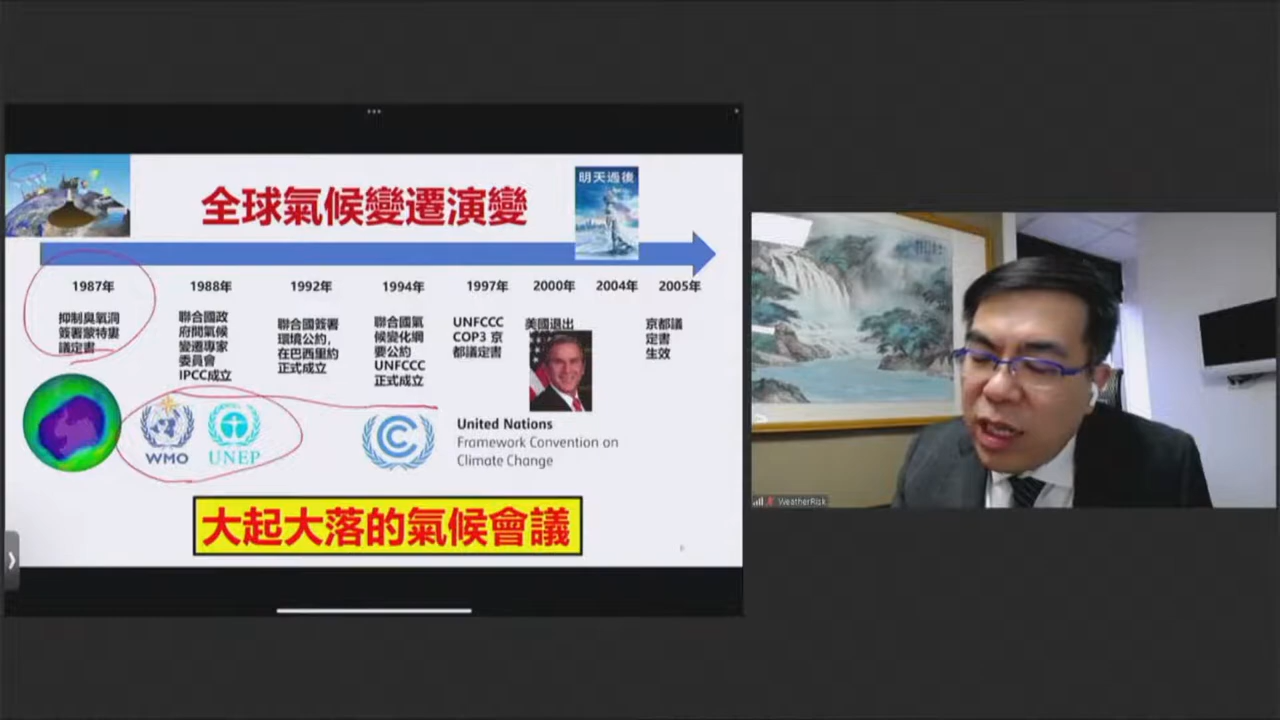 全球氣候變遷演變
明天過後
1987年
抑制臭氧洞
簽署蒙特婁
議定書
1988年
聯合國政
府間氣候
變遷專家
委員會
IPCC成立
1992年
聯合國簽署
環境公約，
在巴西里約
正式成立
1994年
聯合國氣
候變化綱
要公約
UNFCCC
正式成立
1997年
UNFCCC
COP3 京
都議定書
2000年
美國退出
2004年
2005年
京都議
定書
生效
WMO
UNEP
United Nations
Framework Convention on
Climate Change
大起大落的氣候會議
WeatherRisk